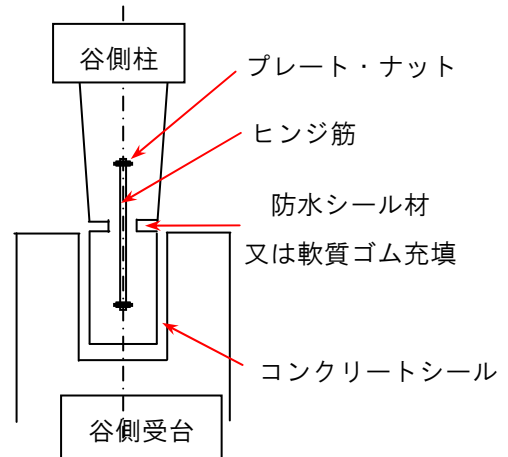 谷側柱
プレート・ナット
ヒンジ筋
防水シール材
又は軟質ゴム充填
コンクリートシール
谷側受台